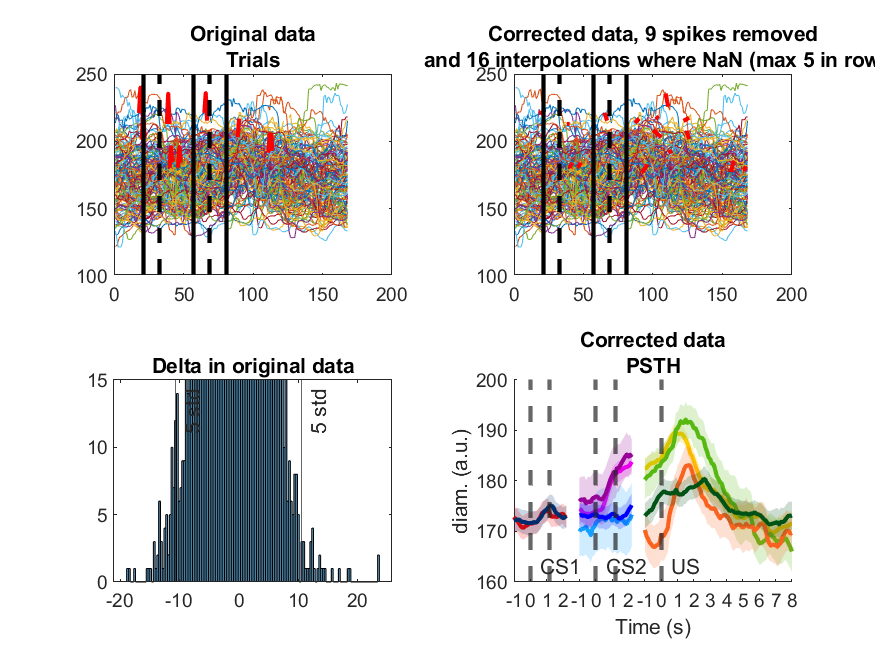 Original data
Trials
250
200
150
100
0
50
100
150
200
Corrected data, 9 spikes removed
and 16 interpolations where NaN (max 5 in row
250
200
150
100
0
50
100
150
200
Delta in original data
15
10
5
0
-20
-10
0
10
20
5 std
5 std
Corrected data
PSTH
diam. (a.u.)
200
190
180
170
160
CS1
CS2
US
-1 0 1 2 -1 0 1 2 -1 0 1 2 3 4 5 6 7 8
Time (s)